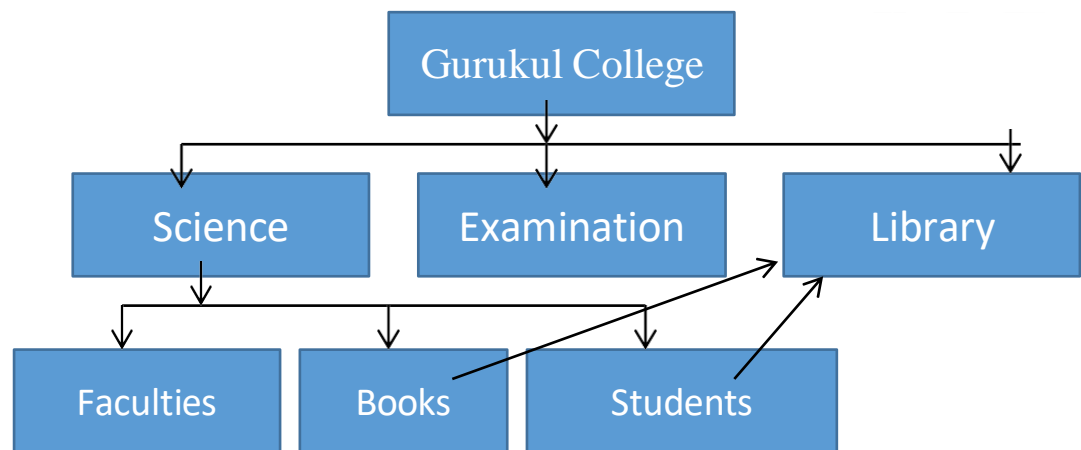 Gurukul College
Science
Examination
Library
Faculties
Books
Students